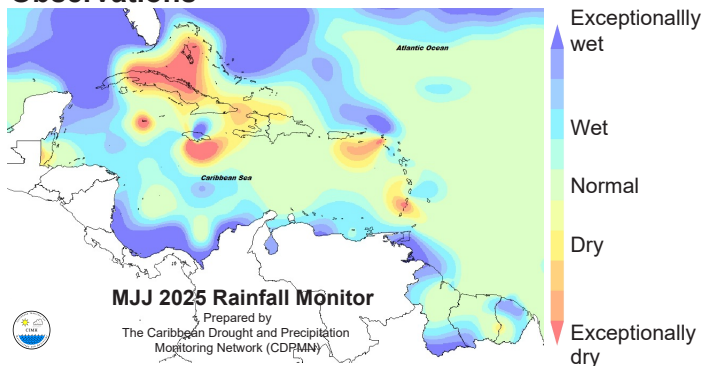 Observations
Atlantic Ocean
Caribbean Sea
MJJ 2025 Rainfall Monitor
Prepared by
The Caribbean Drought and Precipitation
Monitoring Network (CDPMN)
CIMH
Exceptionallly
wet
Wet
Normal
Dry
Exceptionally
dry